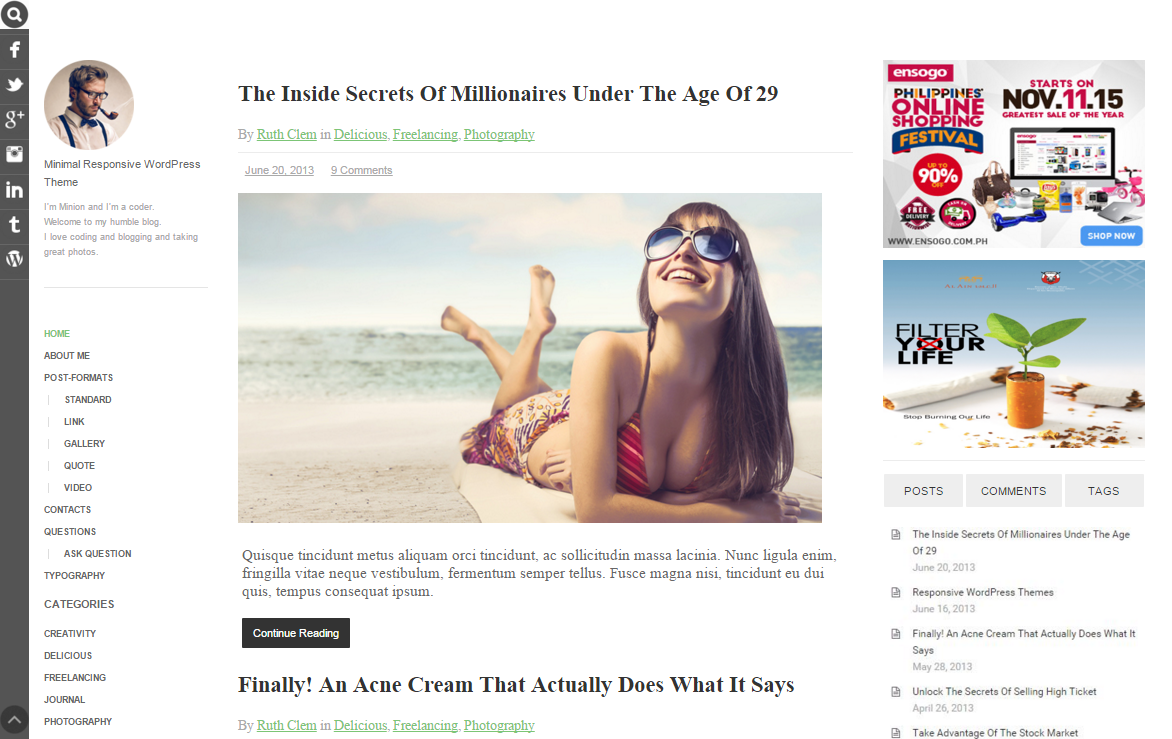 Minimal Responsive WordPress
Theme
I'm Minion and I'm a coder.
Welcome to my humble blog.
I love coding and blogging and taking
great photos.
HOME
ABOUT ME
POST-FORMATS
STANDARD
LINK
GALLERY
QUOTE
VIDEO
CONTACTS
QUESTIONS
ASK QUESTION
TYPOGRAPHY
CATEGORIES
CREATIVITY
DELICIOUS
FREELANCING
JOURNAL
PHOTOGRAPHY
The Inside Secrets Of Millionaires Under The Age Of 29
By Ruth Clem in Delicious, Freelancing, Photography
June 20, 2013 9 Comments
Quisque tincidunt metus aliquam orci tincidunt, ac sollicitudin massa lacinia. Nunc ligula enim,
fringilla vitae neque vestibulum, fermentum semper tellus. Fusce magna nisi, tincidunt eu dui
quis, tempus consequat ipsum.
Continue Reading
Finally! An Acne Cream That Actually Does What It Says
By Ruth Clem in Delicious, Freelancing, Photography
ensogo
PHILIPPINES'
ONLINE
SHOPPING
FESTIVAL
UP TO
90%
OFF
FREE
DELIVERY
STARTS ON
NOV.11.15
GREATEST SALE OF THE YEAR
WWW.ENSOGO.COM.PH
SHOP NOW
FILTER
YOUR
LIFE
Stop Burning Our Life
POSTS COMMENTS TAGS
The Inside Secrets Of Millionaires Under The Age
Of 29
June 20, 2013
Responsive WordPress Themes
June 16, 2013
Finally! An Acne Cream That Actually Does What It
Says
May 28, 2013
Unlock The Secrets Of Selling High Ticket
April 26, 2013
Take Advantage Of The Stock Market